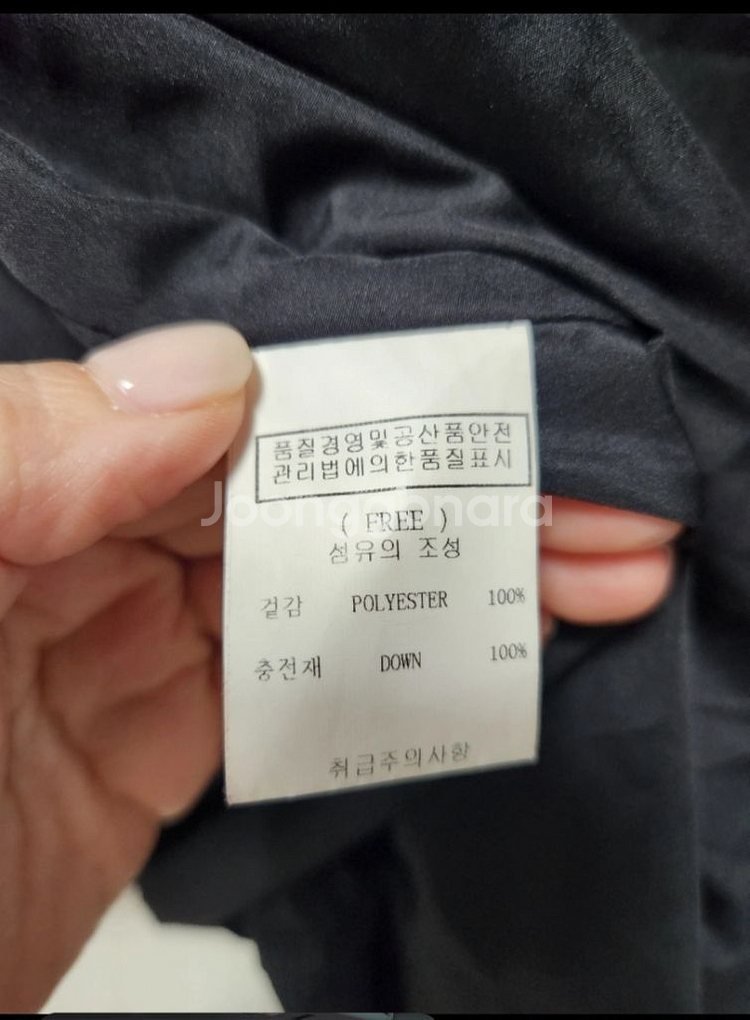 품질경영및공산품안전
관리법에의한품질표시
( FREE )
섬유의 조성
겉감 POLYESTER 100%
충전재 DOWN 100%
취급주의사항
Joongonara